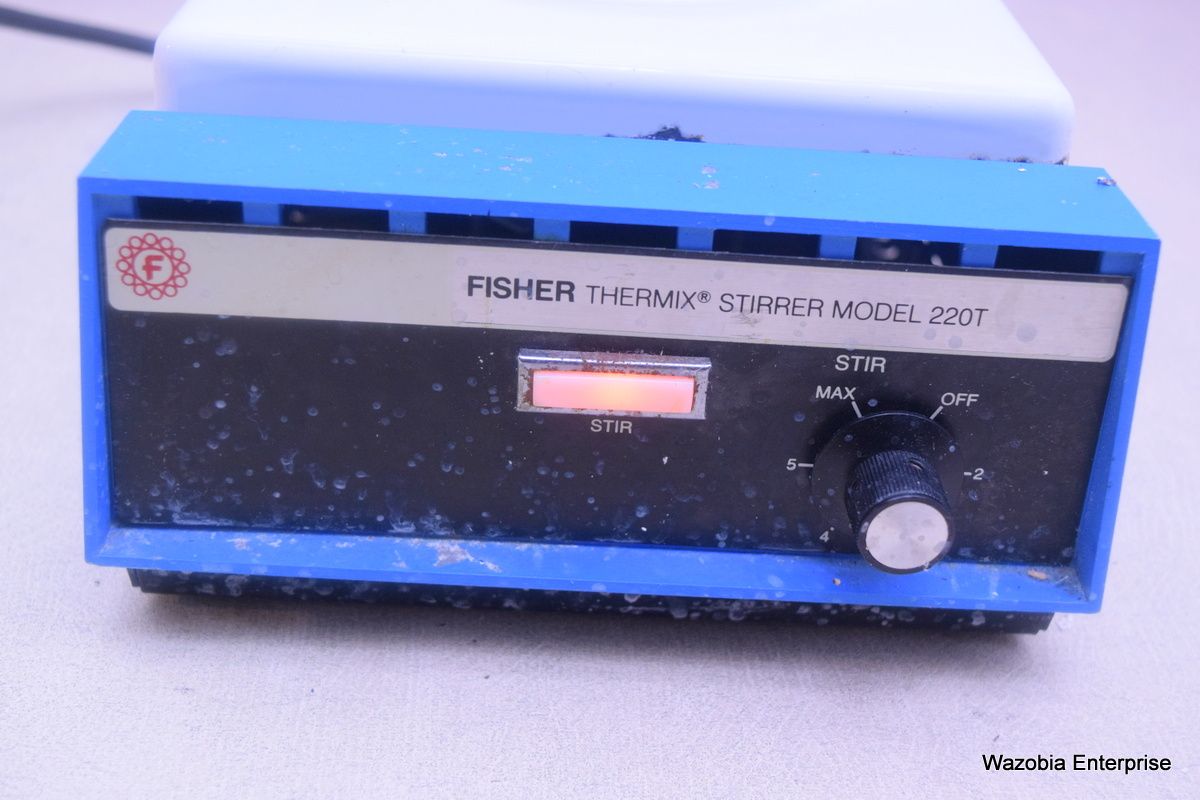 F
FISHER THERMIX® STIRRER MODEL 220T
STIR
MAX
OFF
STIR
5
2
4
Wazobia Enterprise